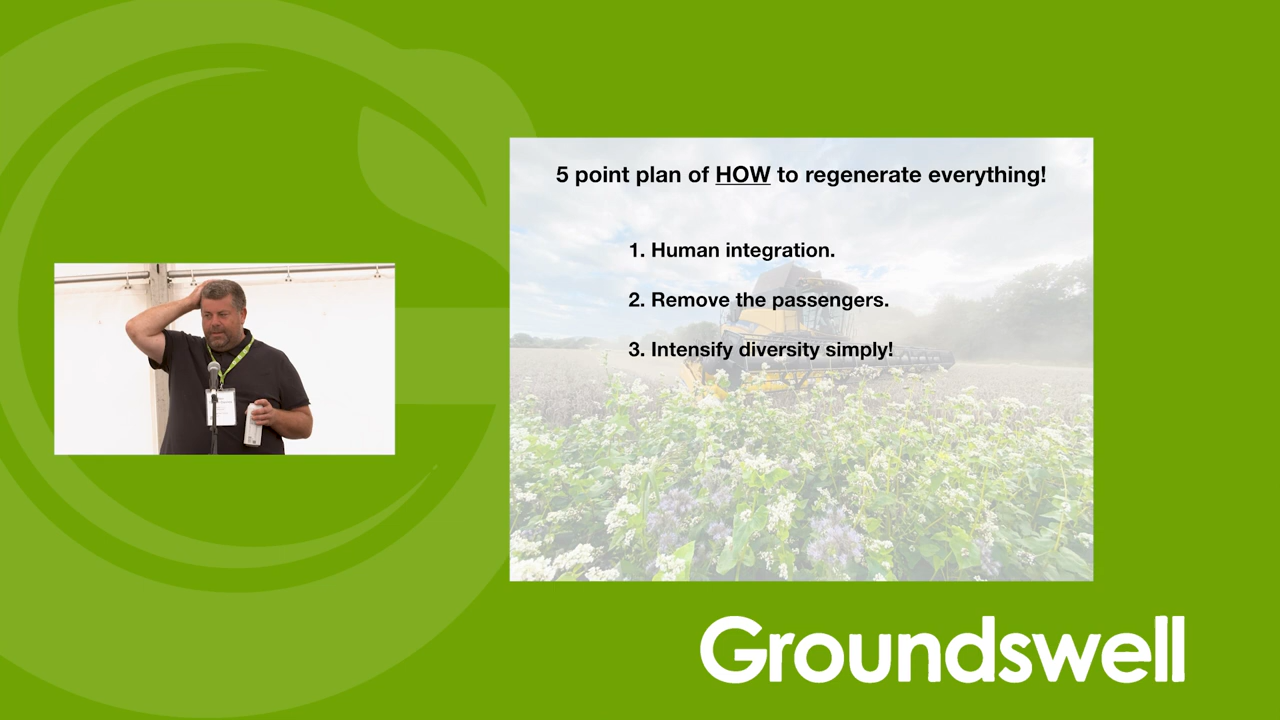 5 point plan of HOW to regenerate everything!
1. Human integration.
2. Remove the passengers.
3. Intensify diversity simply!
Groundswell